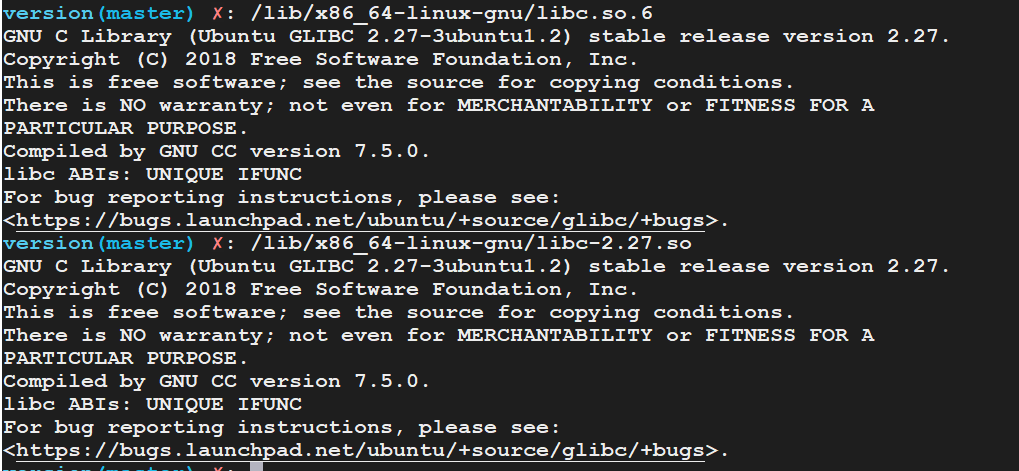 version(master) ✗: /lib/x86_64-linux-gnu/libc.so.6
GNU C Library (Ubuntu GLIBC 2.27-3ubuntu1.2) stable release version 2.27.
Copyright (C) 2018 Free Software Foundation, Inc.
This is free software; see the source for copying conditions.
There is NO warranty; not even for MERCHANTABILITY or FITNESS FOR A
PARTICULAR PURPOSE.
Compiled by GNU CC version 7.5.0.
libc ABIs: UNIQUE IFUNC
For bug reporting instructions, please see:
<https://bugs.launchpad.net/ubuntu/+source/glibc/+bugs>.
version(master) ✗: /lib/x86_64-linux-gnu/libc-2.27.so
GNU C Library (Ubuntu GLIBC 2.27-3ubuntu1.2) stable release version 2.27.
Copyright (C) 2018 Free Software Foundation, Inc.
This is free software; see the source for copying conditions.
There is NO warranty; not even for MERCHANTABILITY or FITNESS FOR A
PARTICULAR PURPOSE.
Compiled by GNU CC version 7.5.0.
libc ABIs: UNIQUE IFUNC
For bug reporting instructions, please see:
<https://bugs.launchpad.net/ubuntu/+source/glibc/+bugs>.
version(master) ✗: